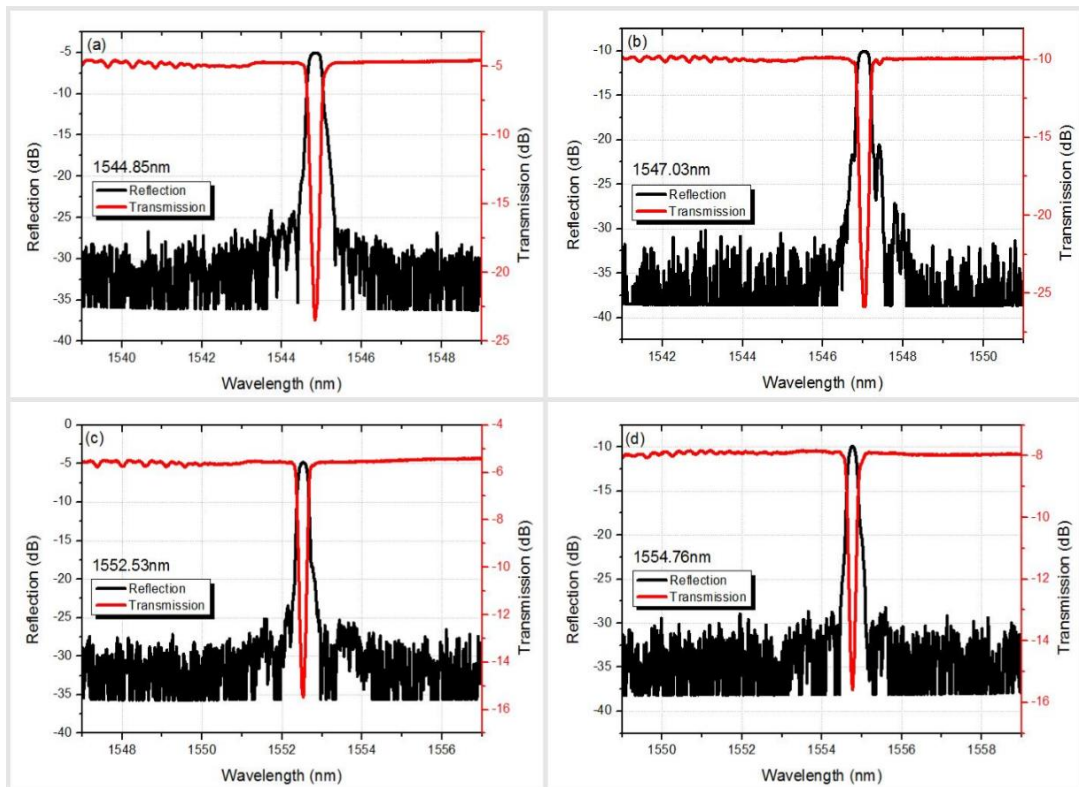 (a)
-5
-10
-15
-20
-25
-30
-35
-40
Reflection (dB)
1544.85nm
Reflection
Transmission
-5
-10
-15
-20
-25
Transmission (dB)
1540 1542 1544 1546 1548
Wavelength (nm)
(b)
-10
-15
-20
-25
-30
-35
-40
Reflection (dB)
1547.03nm
Reflection
Transmission
-10
-15
-20
-25
Transmission (dB)
1542 1544 1546 1548 1550
Wavelength (nm)
(c)
0
-5
-10
-15
-20
-25
-30
-35
-40
Reflection (dB)
1552.53nm
Reflection
Transmission
-4
-6
-8
-10
-12
-14
-16
Transmission (dB)
1548 1550 1552 1554 1556
Wavelength (nm)
(d)
-10
-15
-20
-25
-30
-35
-40
Reflection (dB)
1554.76nm
Reflection
Transmission
-8
-10
-12
-14
-16
Transmission (dB)
1550 1552 1554 1556 1558
Wavelength (nm)